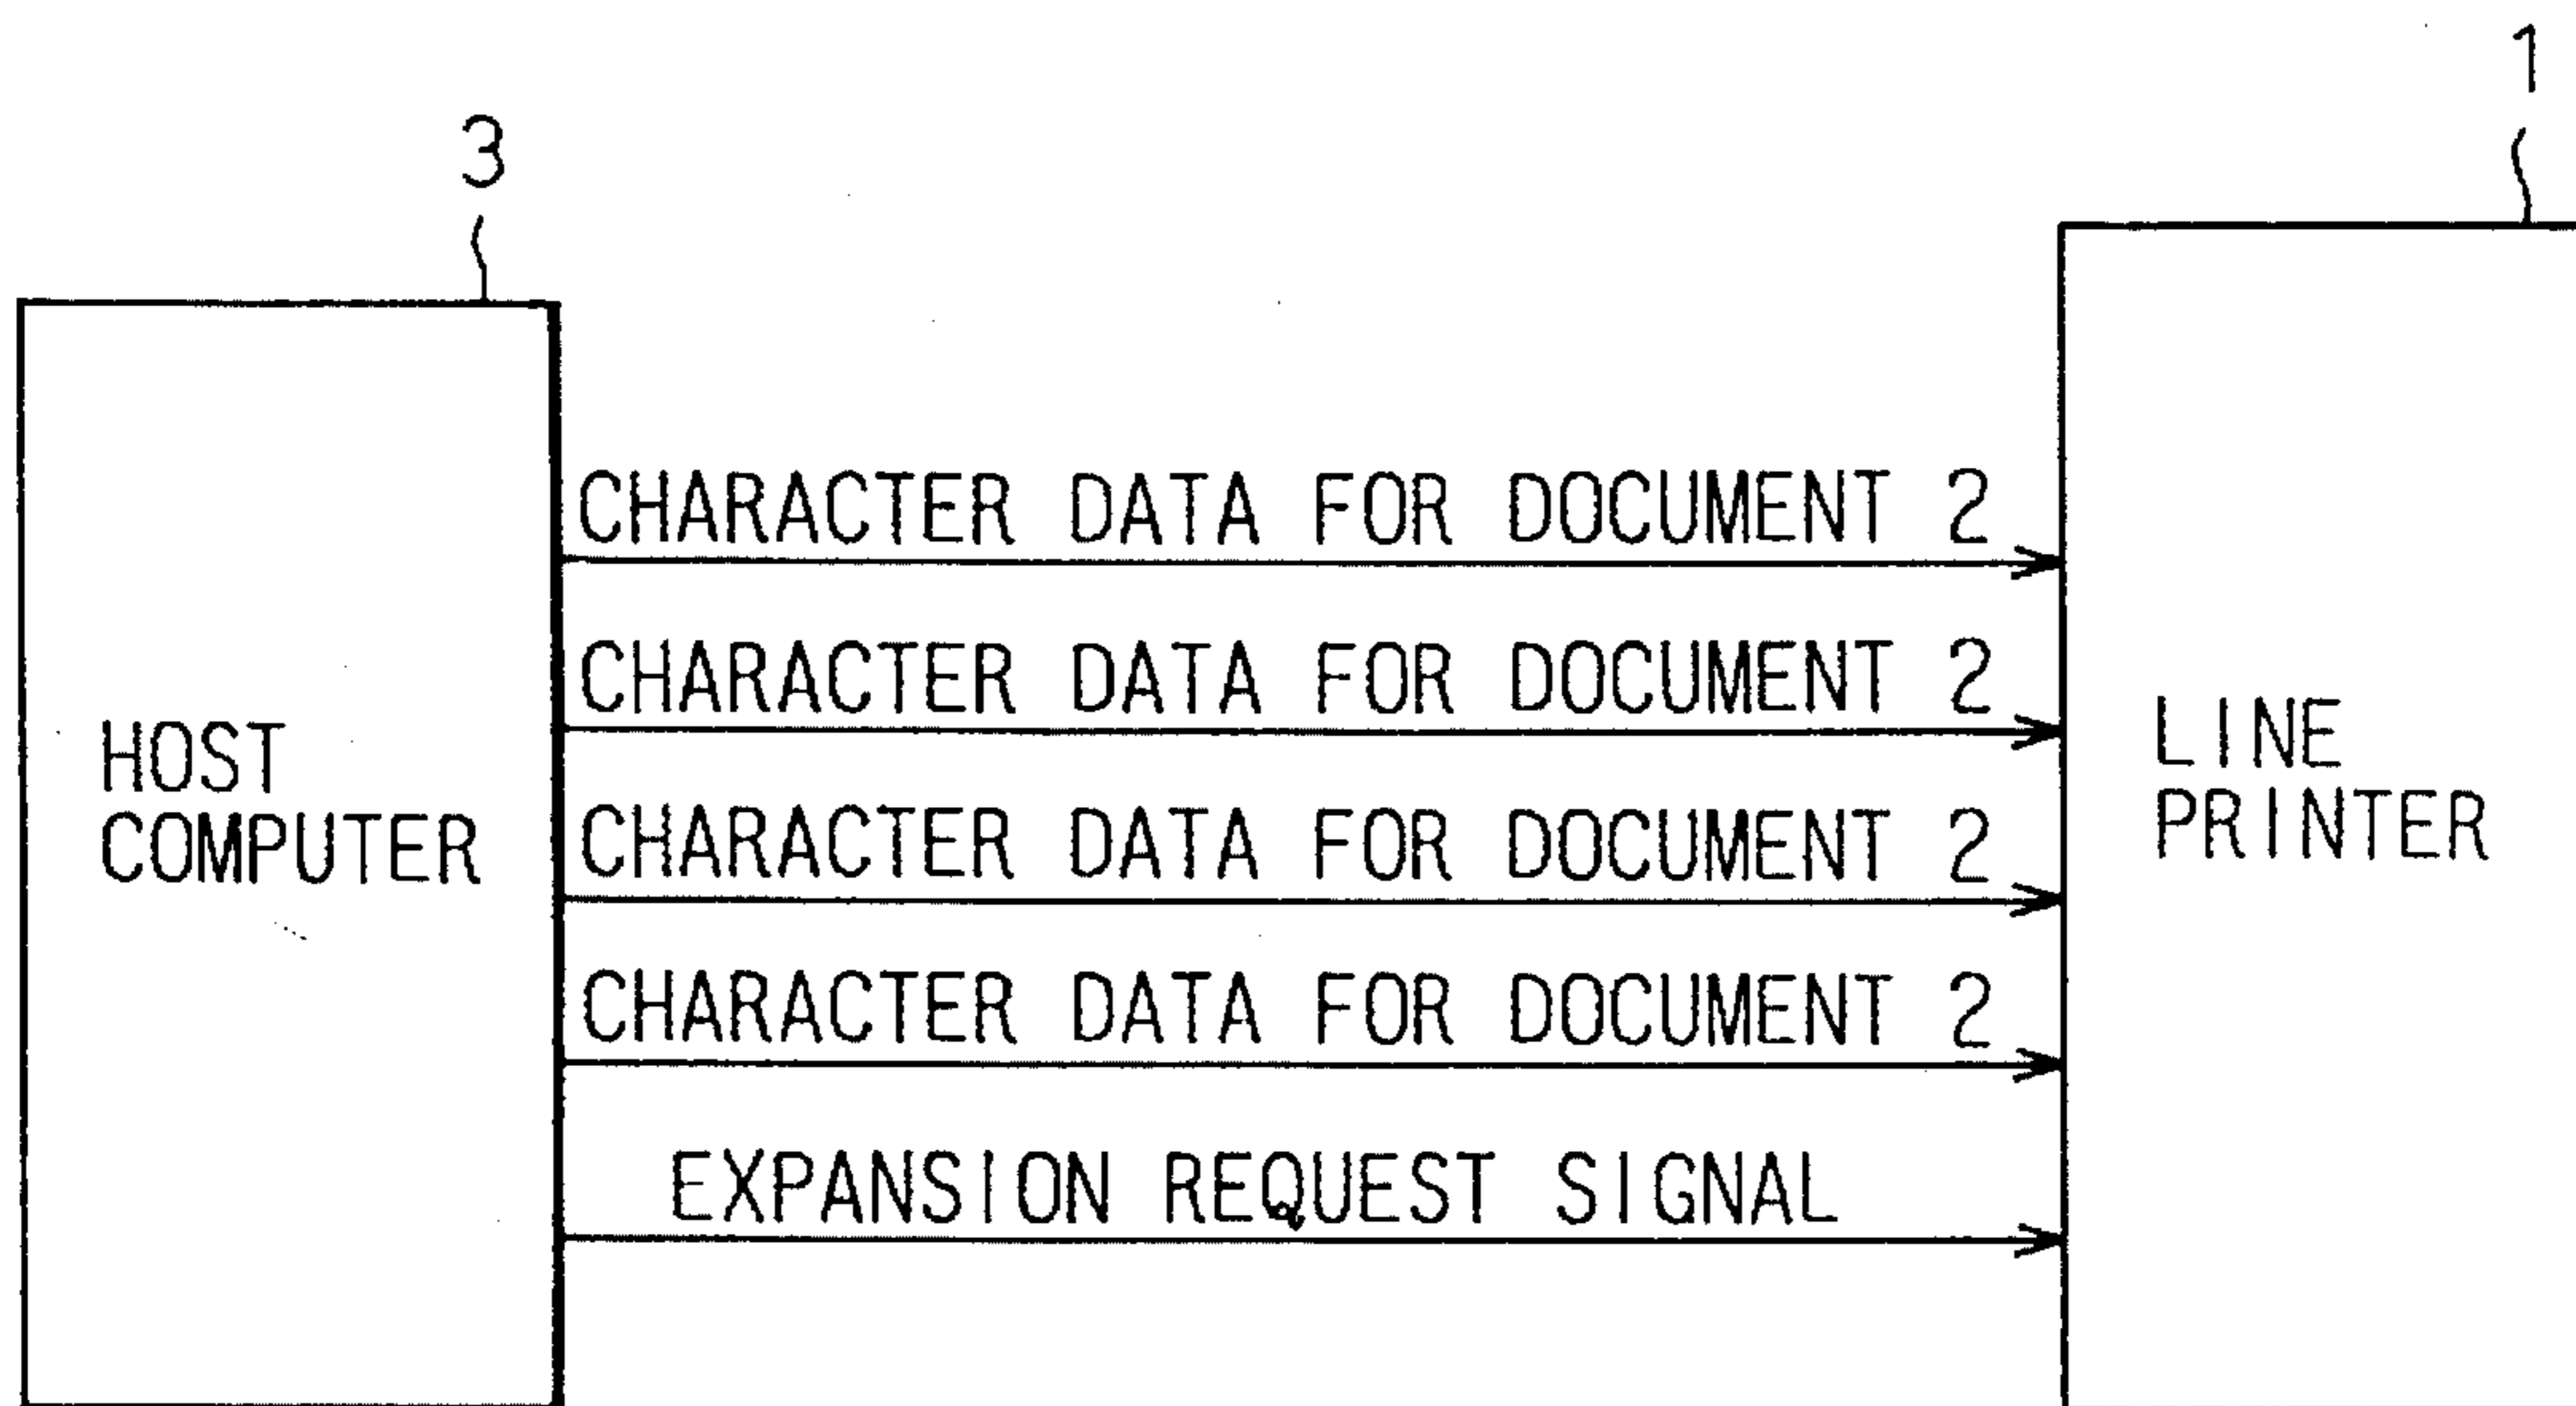 1
3
CHARACTER DATA FOR DOCUMENT 2
CHARACTER DATA FOR DOCUMENT 2
HOST
COMPUTER
LINE
PRINTER
CHARACTER DATA FOR DOCUMENT 2
CHARACTER DATA FOR DOCUMENT 2
EXPANSION REQUEST SIGNAL